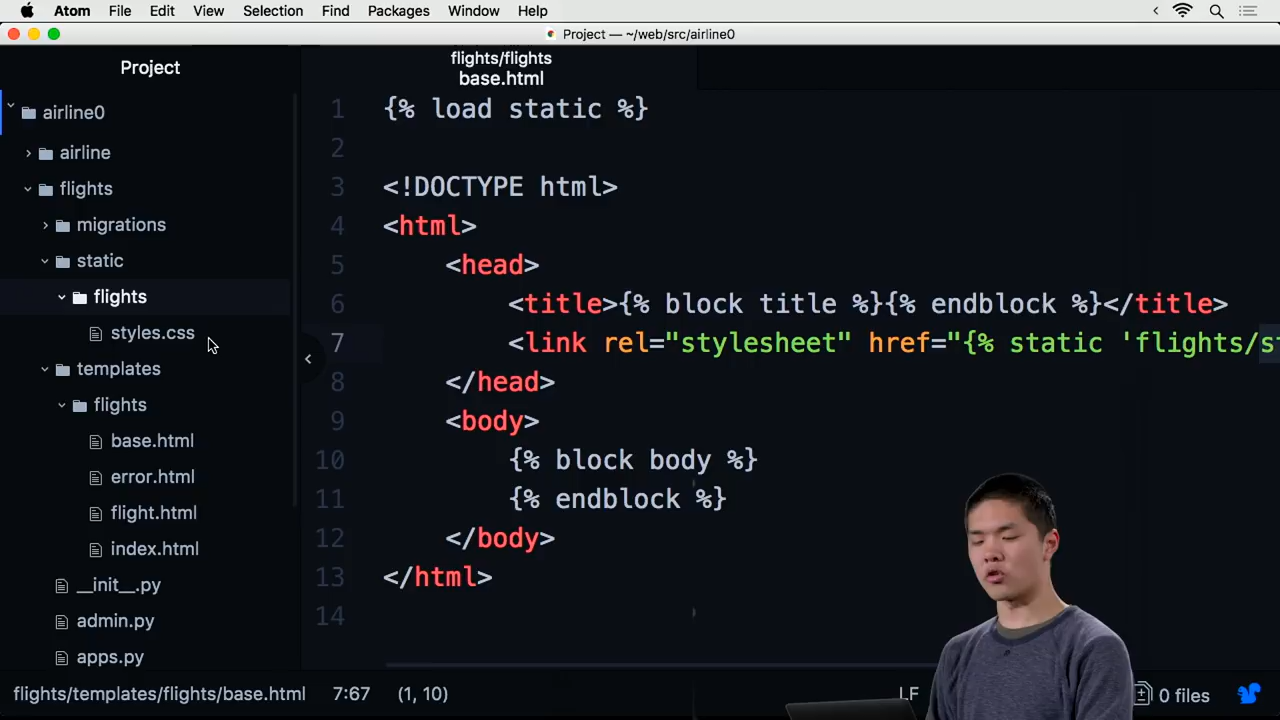 Atom File Edit View Selection Find Packages Window Help
Project — ~/web/src/airline0
Project
airline0
airline
flights
migrations
static
flights
styles.css
templates
flights
base.html
error.html
flight.html
index.html
__init__.py
admin.py
apps.py
flights/flights
base.html
1 {% load static %}
2
3 <!DOCTYPE html>
4 <html>
5 <head>
6 <title>{% block title %}{% endblock %}</title>
7 <link rel="stylesheet" href="{% static 'flights/s
8 </head>
9 <body>
10 {% block body %}
11 {% endblock %}
12 </body>
13 </html>
14
flights/templates/flights/base.html 7:67 (1, 10) LF 0 files